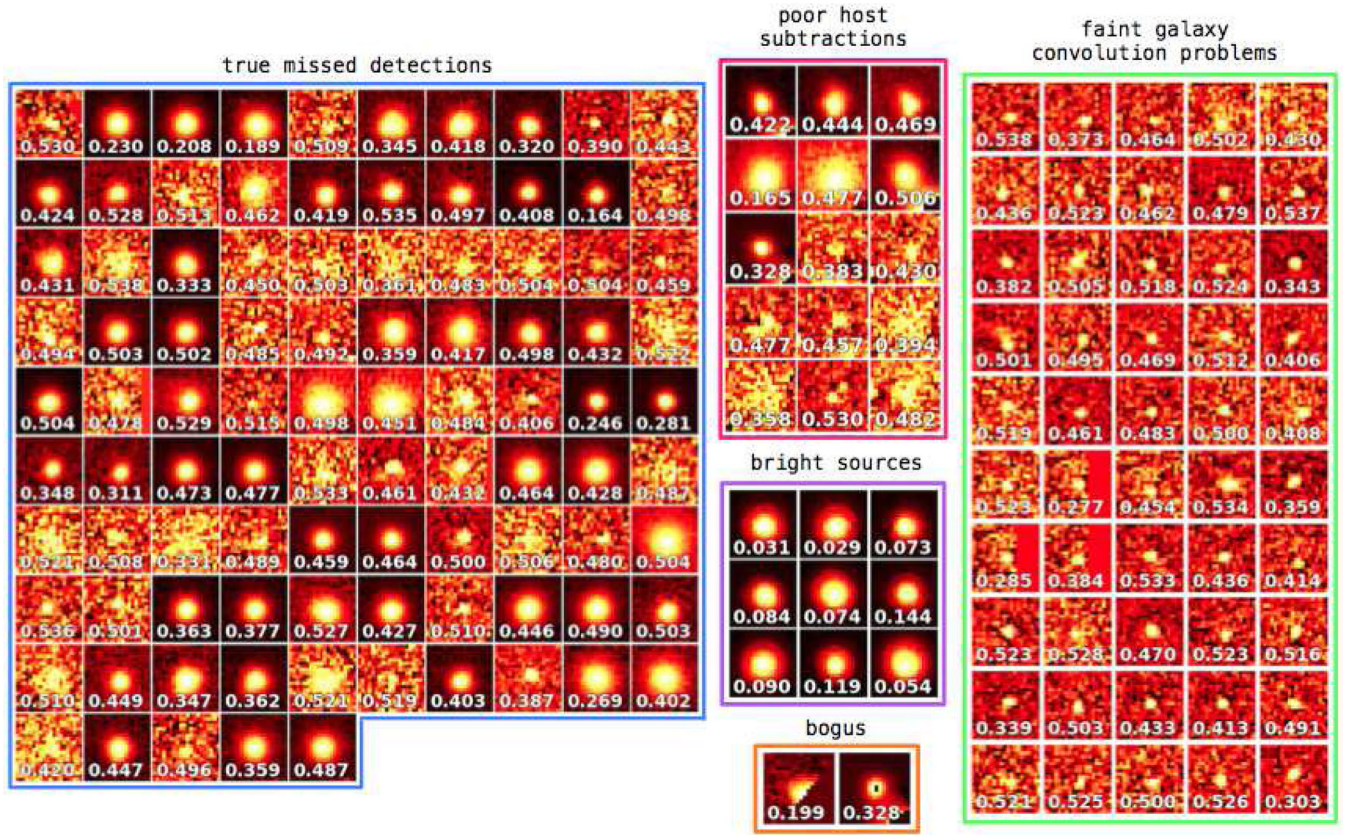 true missed detections
0.530 0.230 0.208 0.189 0.509 0.345 0.418 0.320 0.390 0.443
0.424 0.528 0.513 0.462 0.419 0.535 0.497 0.408 0.164 0.498
0.431 0.538 0.333 0.450 0.503 0.361 0.483 0.504 0.504 0.459
0.494 0.503 0.502 0.485 0.492 0.359 0.417 0.498 0.432 0.522
0.504 0.478 0.529 0.515 0.498 0.451 0.484 0.406 0.246 0.281
0.348 0.311 0.473 0.477 0.533 0.461 0.432 0.464 0.428 0.487
0.521 0.508 0.331 0.489 0.459 0.464 0.500 0.506 0.480 0.504
0.536 0.501 0.363 0.377 0.527 0.427 0.510 0.446 0.490 0.503
0.510 0.449 0.347 0.362 0.521 0.519 0.403 0.387 0.269 0.402
0.420 0.447 0.496 0.359 0.487
poor host
subtractions
0.422 0.444 0.469
0.165 0.477 0.506
0.328 0.383 0.430
0.477 0.457 0.394
0.358 0.530 0.482
bright sources
0.031 0.029 0.073
0.084 0.074 0.144
0.090 0.119 0.054
bogus
0.199 0.328
faint galaxy
convolution problems
0.538 0.373 0.464 0.502 0.430
0.436 0.523 0.462 0.479 0.537
0.382 0.505 0.518 0.524 0.343
0.501 0.495 0.469 0.512 0.406
0.519 0.461 0.483 0.500 0.408
0.523 0.277 0.454 0.534 0.359
0.285 0.384 0.533 0.436 0.414
0.523 0.528 0.470 0.523 0.516
0.339 0.503 0.433 0.413 0.491
0.521 0.525 0.500 0.526 0.303